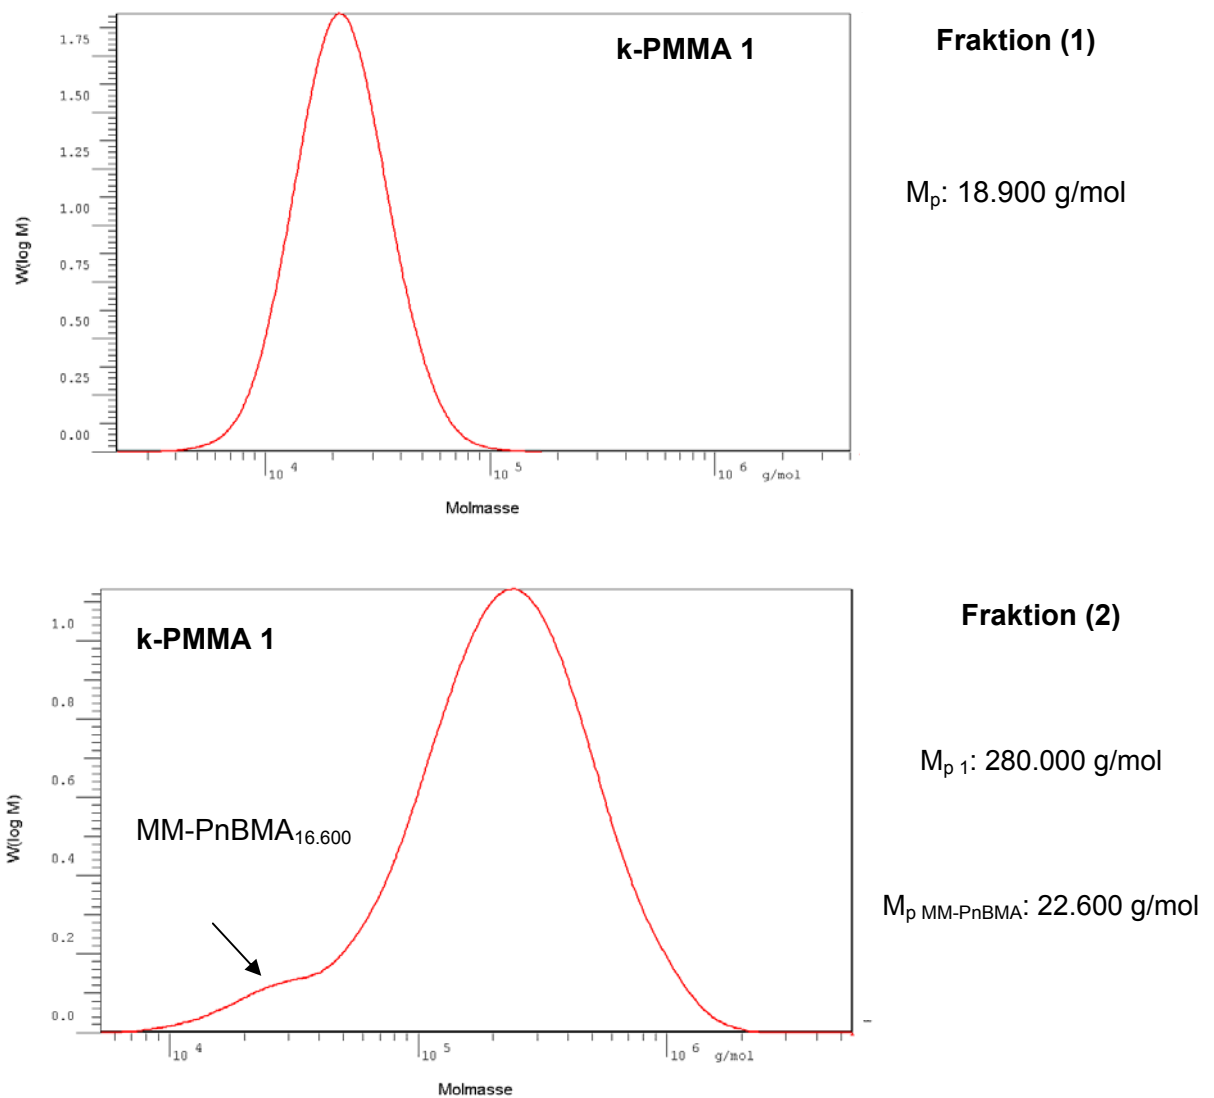 k-PMMA 1
Fraktion (1)
M_p: 18.900 g/mol
W(log M)
1.75
1.50
1.25
1.00
0.75
0.50
0.25
0.00
10 4
10 5
10 6 g/mol
Molmasse
k-PMMA 1
Fraktion (2)
M_p 1: 280.000 g/mol
MM-PnBMA16.600
M_p MM-PnBMA: 22.600 g/mol
W(log M)
1.0
0.8
0.6
0.4
0.2
0.0
10 4
10 5
10 6 g/mol
Molmasse